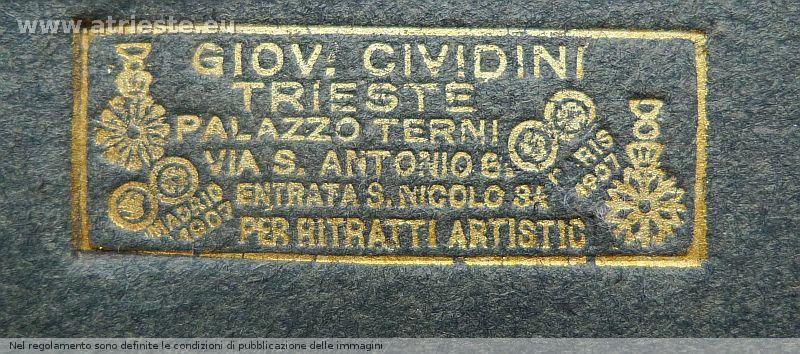 www.atrieste.eu
GIOV. CIVIDINI
TRIESTE
PALAZZO TERNI
VIA S. ANTONIO 6.
ENTRATA S. NICOLO 34
PER RITRATTI ARTISTIC
MADRID
1907
P RIS
1907
Nel regolamento sono definite le condizioni di pubblicazione delle immagini